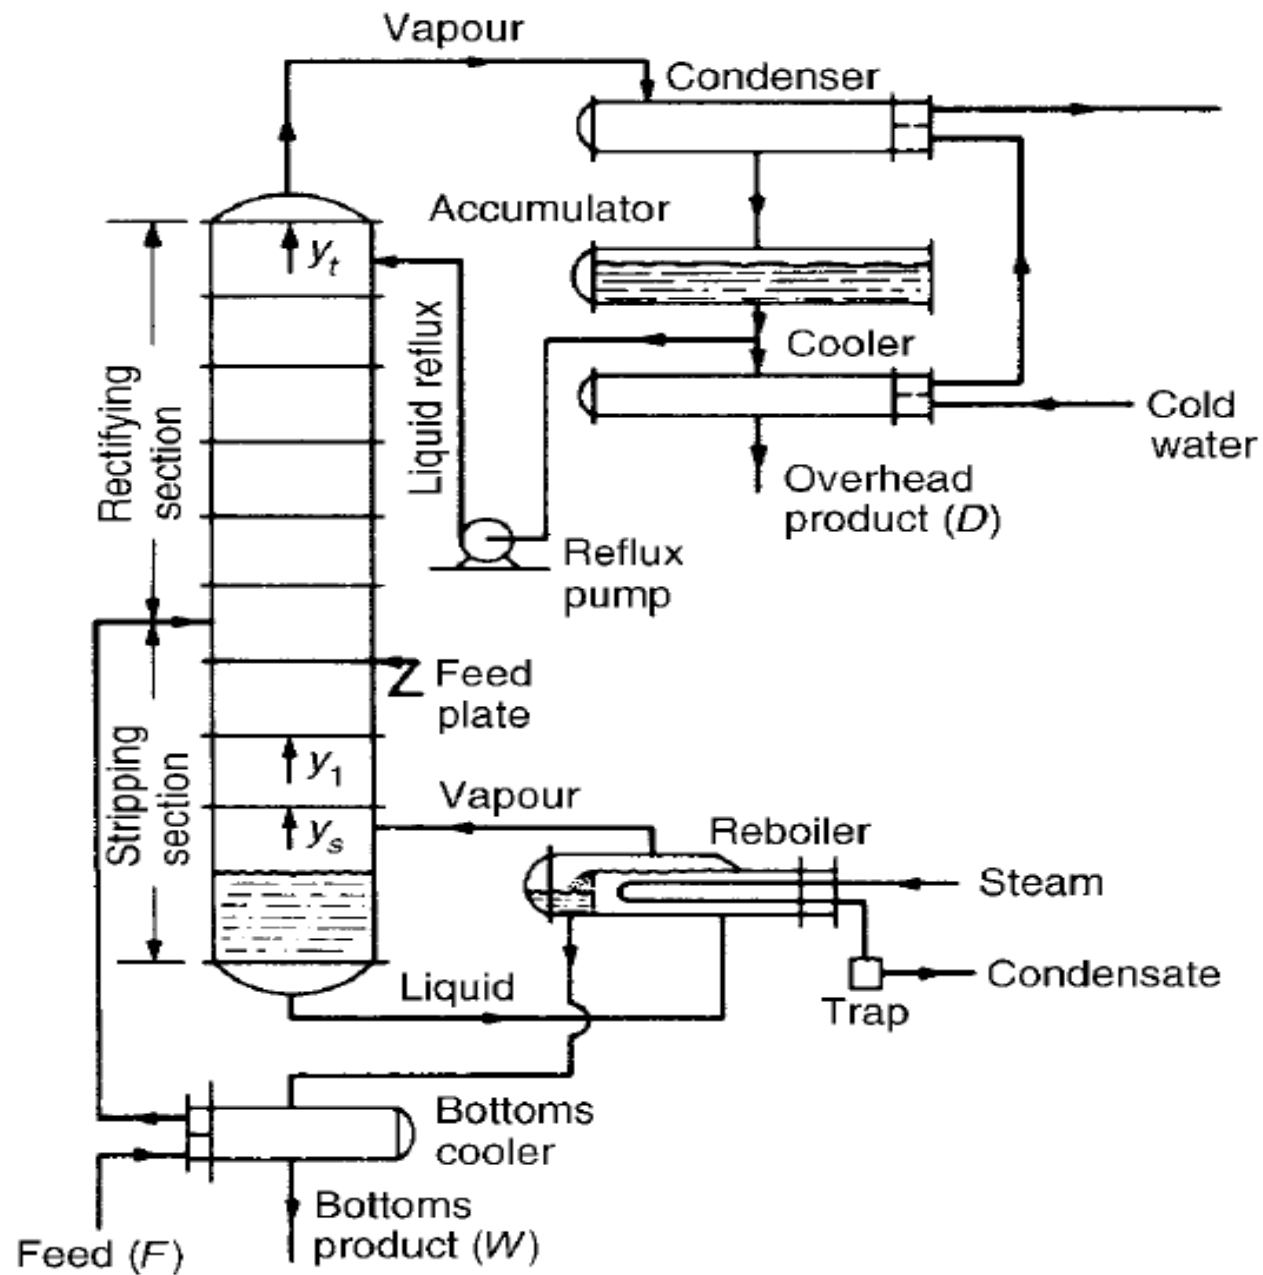 Vapour
Condenser
Accumulator
y_t
Liquid reflux
Cooler
Cold
water
Rectifying
section
Overhead
product (D)
Reflux
pump
Feed
plate
Stripping
section
y_1
Vapour
y_s
Reboiler
Steam
Liquid
Condensate
Trap
Bottoms
cooler
Bottoms
product (W)
Feed (F)